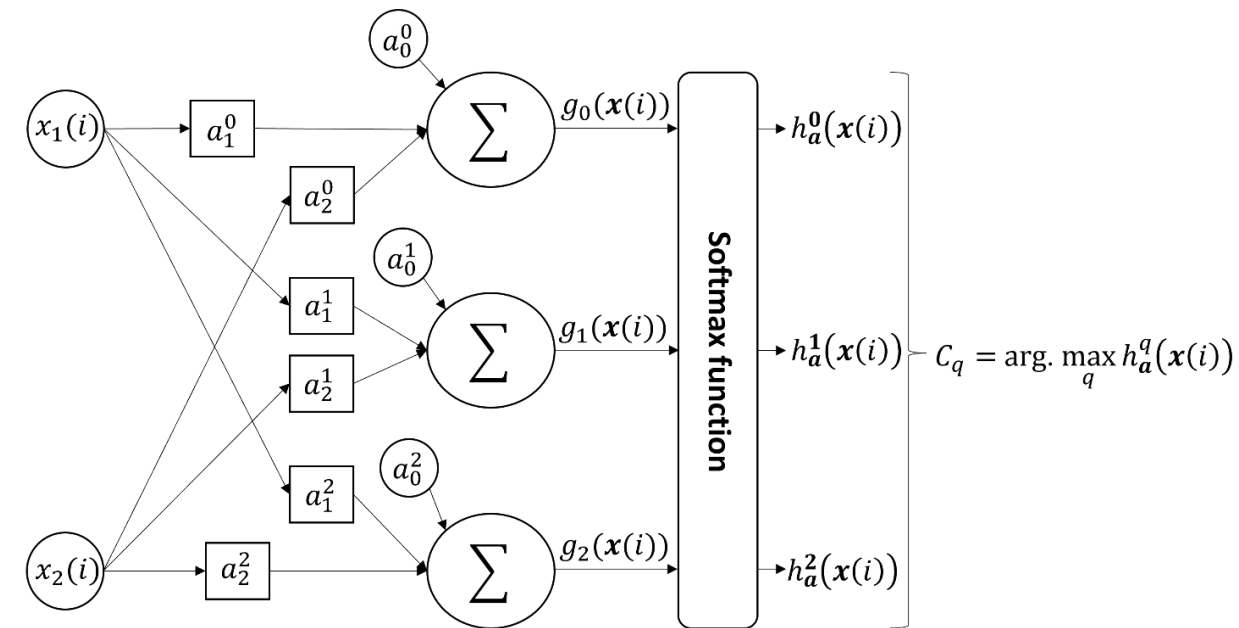 a_0^0
x_1(i)
a_1^0
∑
g_0(x(i))
h_a^0(x(i))
a_2^0
a_0^1
a_1^1
∑
g_1(x(i))
Softmax function
h_a^1(x(i))
C_q = arg. max_q h_a^q(x(i))
a_2^1
a_0^2
a_1^2
x_2(i)
a_2^2
∑
g_2(x(i))
h_a^2(x(i))